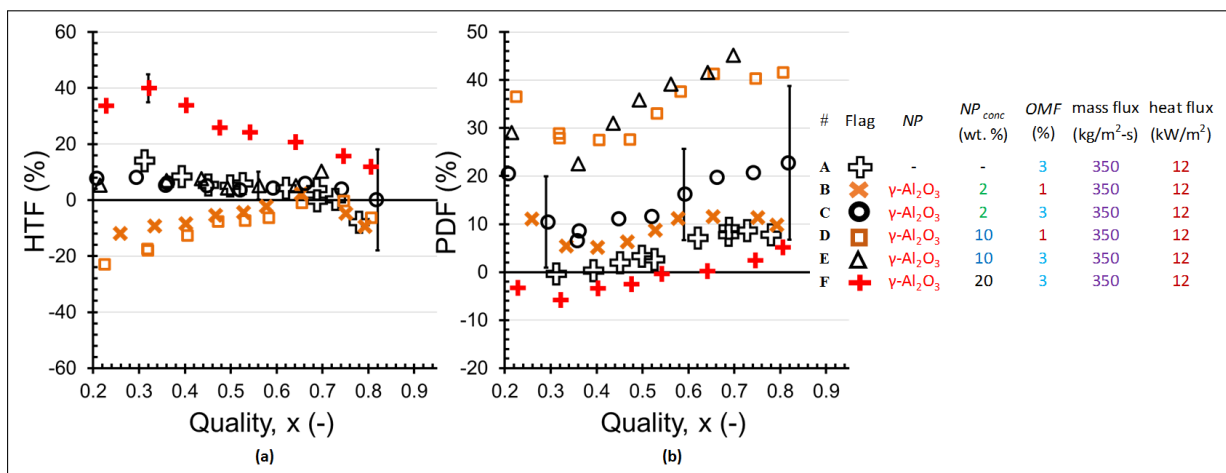 60
40
20
0
-20
-40
-60
HTF (%)
0.2 0.3 0.4 0.5 0.6 0.7 0.8 0.9
Quality, x (-)
(a)
50
40
30
20
10
0
-10
-20
PDF (%)
0.2 0.3 0.4 0.5 0.6 0.7 0.8 0.9
Quality, x (-)
(b)
# Flag NP NP conc (wt. %) OMF (%) mass flux (kg/m²-s) heat flux (kW/m²)
A - - 3 350 12
B γ-Al₂O₃ 2 1 350 12
C γ-Al₂O₃ 2 3 350 12
D γ-Al₂O₃ 10 1 350 12
E γ-Al₂O₃ 10 3 350 12
F γ-Al₂O₃ 20 3 350 12